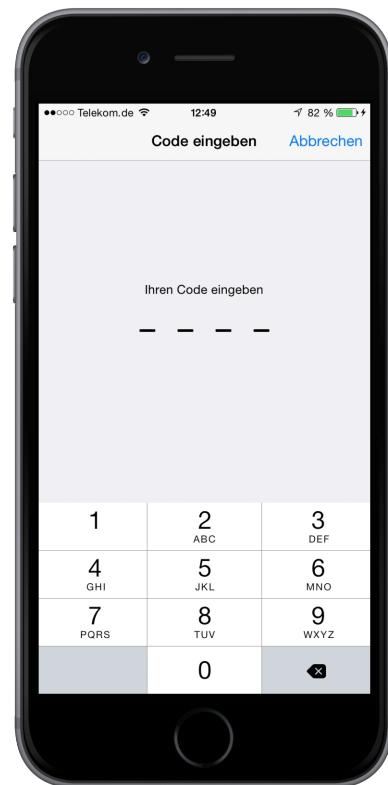 Telekom.de 12:49 82 %
Code eingeben Abbrechen
Ihren Code eingeben
1 2 3
ABC DEF
4 5 6
GHI JKL MNO
7 8 9
PQRS TUV WXYZ
0